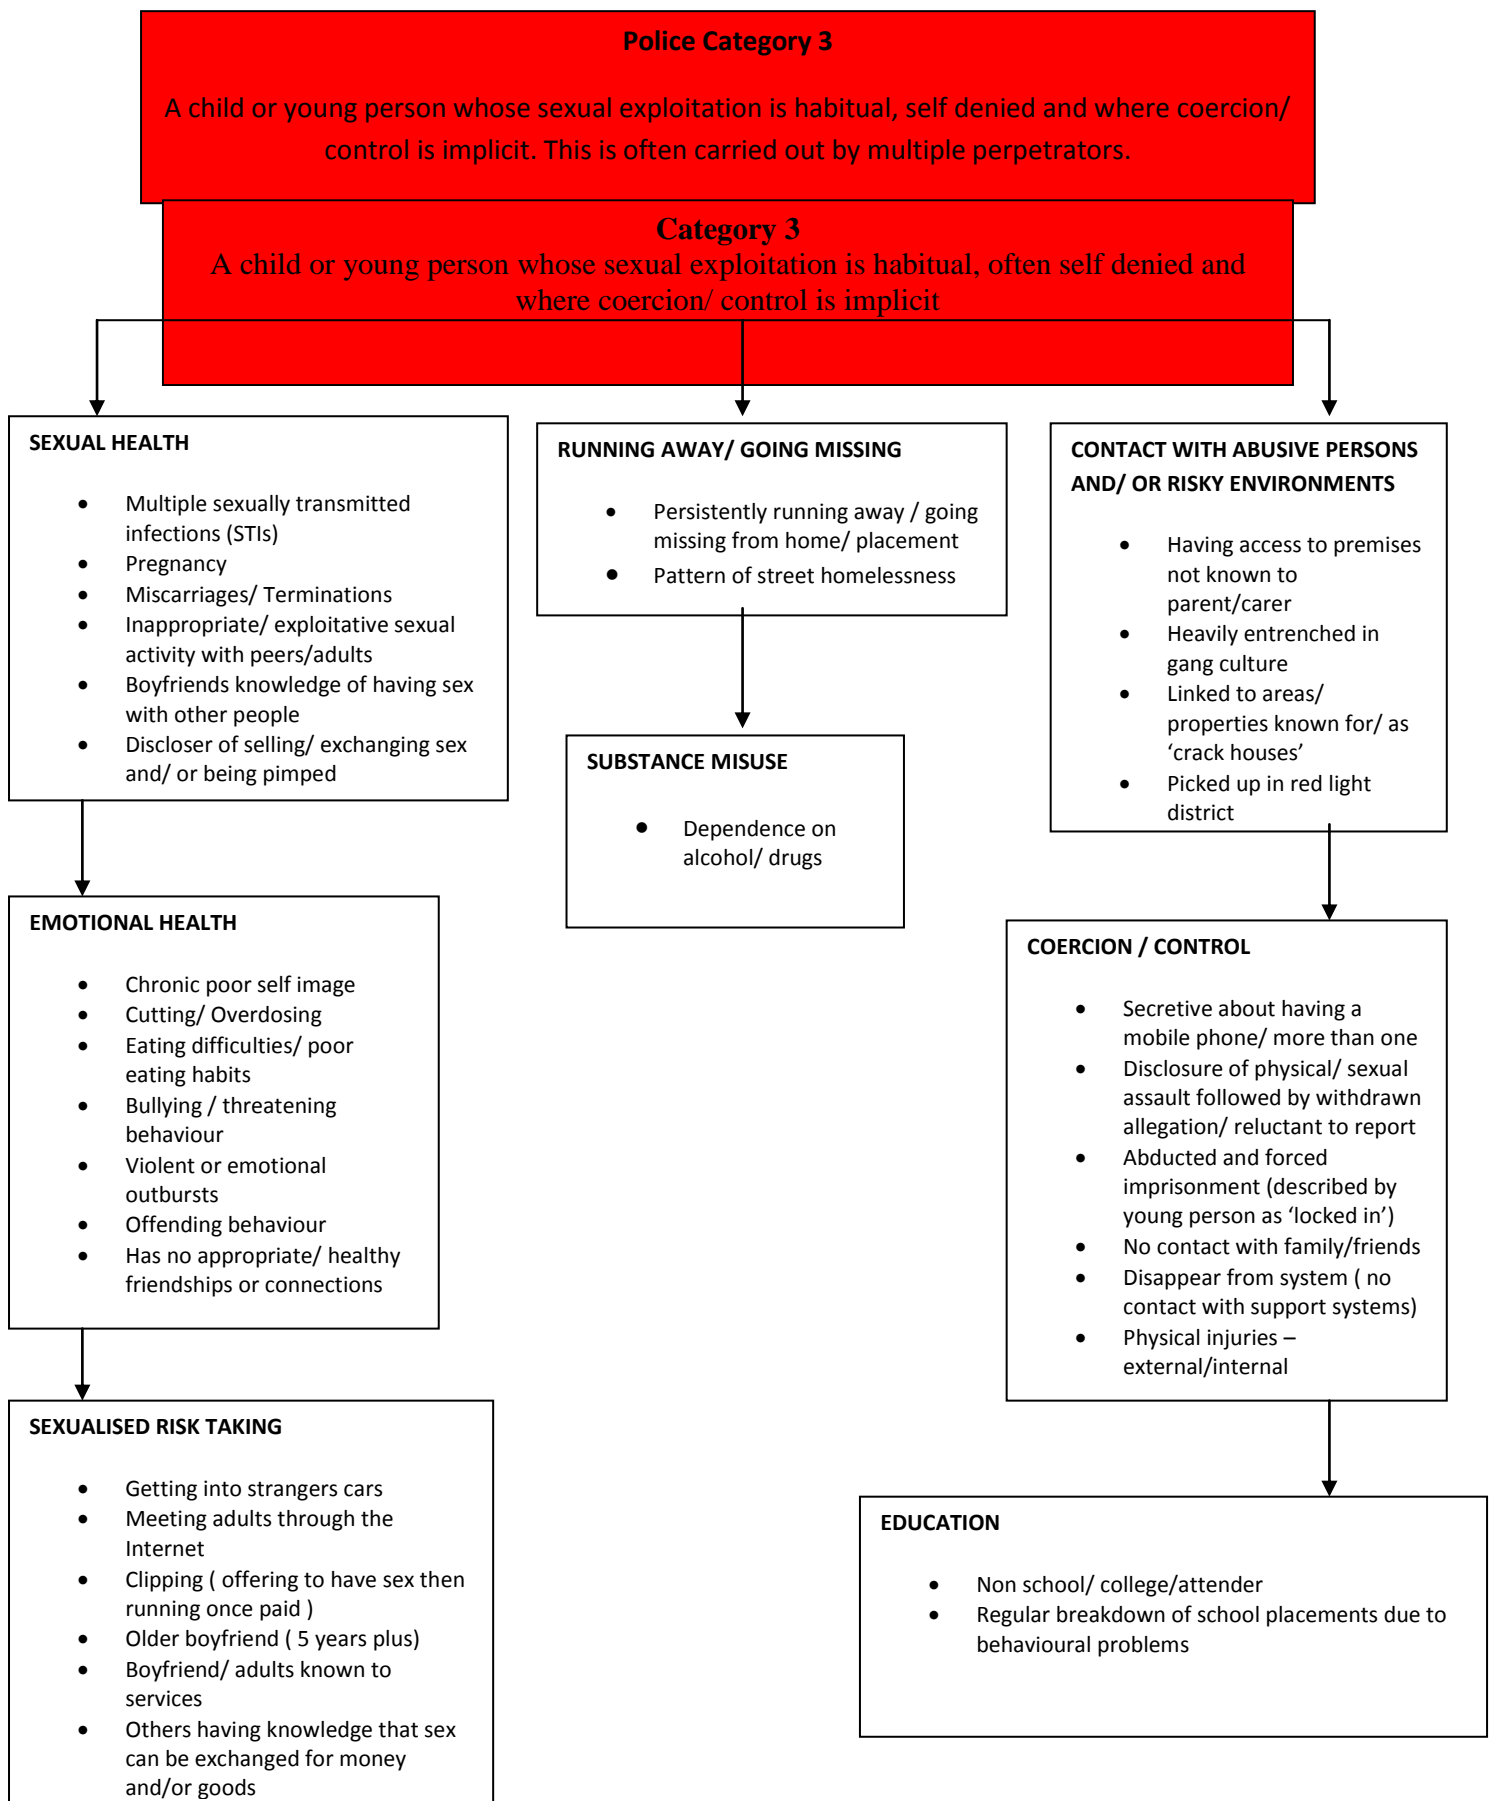 Police Category 3
A child or young person whose sexual exploitation is habitual, self denied and where coercion/
control is implicit. This is often carried out by multiple perpetrators.
Category 3
A child or young person whose sexual exploitation is habitual, often self denied and
where coercion/ control is implicit
SEXUAL HEALTH
• Multiple sexually transmitted
infections (STIs)
• Pregnancy
• Miscarriages/ Terminations
• Inappropriate/ exploitative sexual
activity with peers/adults
• Boyfriends knowledge of having sex
with other people
• Discloser of selling/ exchanging sex
and/ or being pimped
EMOTIONAL HEALTH
• Chronic poor self image
• Cutting/ Overdosing
• Eating difficulties/ poor
eating habits
• Bullying / threatening
behaviour
• Violent or emotional
outbursts
• Offending behaviour
• Has no appropriate/ healthy
friendships or connections
SEXUALISED RISK TAKING
• Getting into strangers cars
• Meeting adults through the
Internet
• Clipping ( offering to have sex then
running once paid )
• Older boyfriend ( 5 years plus)
• Boyfriend/ adults known to
services
• Others having knowledge that sex
can be exchanged for money
and/or goods
RUNNING AWAY/ GOING MISSING
• Persistently running away / going
missing from home/ placement
• Pattern of street homelessness
SUBSTANCE MISUSE
• Dependence on
alcohol/ drugs
CONTACT WITH ABUSIVE PERSONS
AND/ OR RISKY ENVIRONMENTS
• Having access to premises
not known to
parent/carer
• Heavily entrenched in
gang culture
• Linked to areas/
properties known for/ as
‘crack houses’
• Picked up in red light
district
COERCION / CONTROL
• Secretive about having a
mobile phone/ more than one
• Disclosure of physical/ sexual
assault followed by withdrawn
allegation/ reluctant to report
• Abducted and forced
imprisonment (described by
young person as ‘locked in’)
• No contact with family/friends
• Disappear from system ( no
contact with support systems)
• Physical injuries –
external/internal
EDUCATION
• Non school/ college/attender
• Regular breakdown of school placements due to
behavioural problems